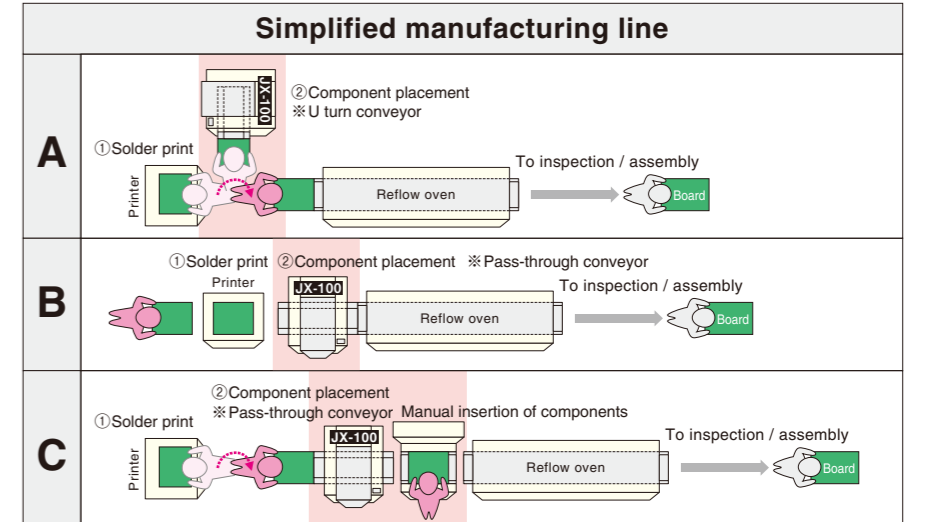 Simplified manufacturing line
A
JX-100
②Component placement
※U turn conveyor
①Solder print
Printer
Reflow oven
To inspection / assembly
Board
B
①Solder print ②Component placement ※Pass-through conveyor
Printer
JX-100
To inspection / assembly
Reflow oven
Board
C
②Component placement
※Pass-through conveyor Manual insertion of components
①Solder print
Printer
JX-100
Reflow oven
To inspection / assembly
Board